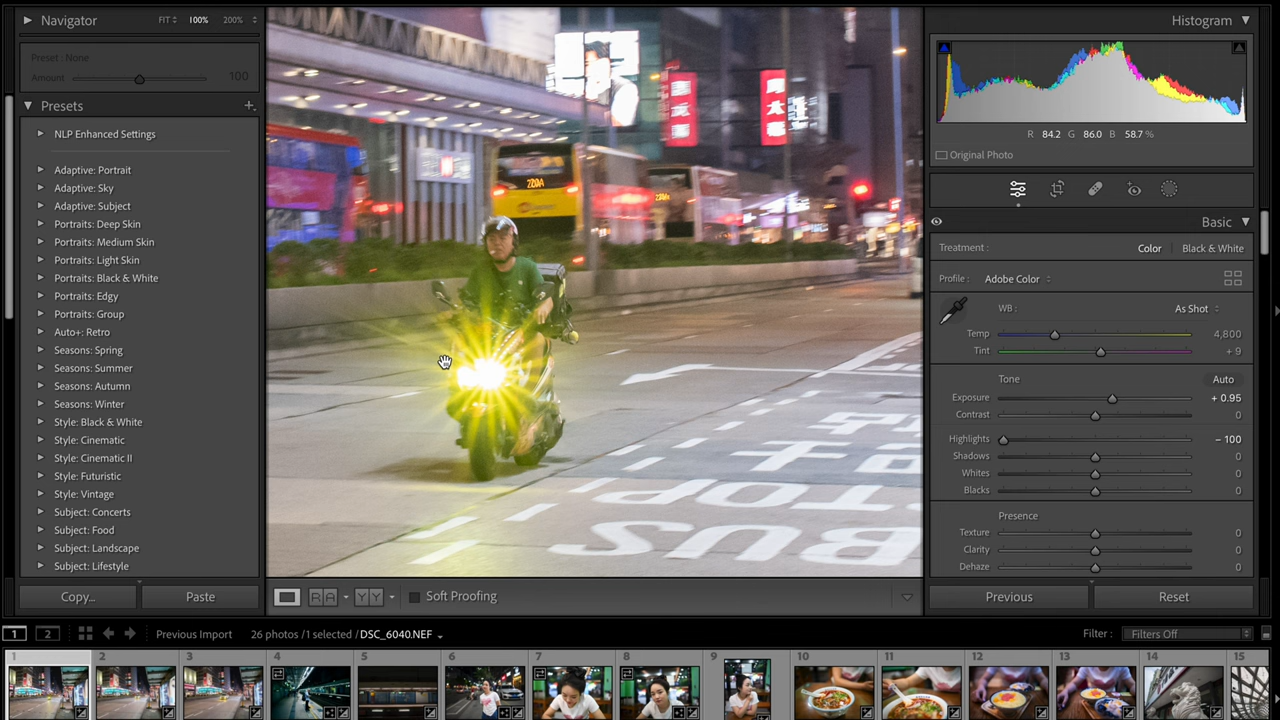 Navigator
FIT 100% 200%
Preset : None
Amount 100
Presets
NLP Enhanced Settings
Adaptive: Portrait
Adaptive: Sky
Adaptive: Subject
Portraits: Deep Skin
Portraits: Medium Skin
Portraits: Light Skin
Portraits: Black & White
Portraits: Edgy
Portraits: Group
Auto+: Retro
Seasons: Spring
Seasons: Summer
Seasons: Autumn
Seasons: Winter
Style: Black & White
Style: Cinematic
Style: Cinematic II
Style: Futuristic
Style: Vintage
Subject: Concerts
Subject: Food
Subject: Landscape
Subject: Lifestyle
Copy...
Paste
周大福
STOP
BUS
Soft Proofing
Histogram
R 84.2 G 86.0 B 58.7 %
Original Photo
Basic
Treatment : Color Black & White
Profile : Adobe Color
WB : As Shot
Temp 4,800
Tint + 9
Tone Auto
Exposure + 0.95
Contrast 0
Highlights – 100
Shadows 0
Whites 0
Blacks 0
Presence
Texture 0
Clarity 0
Dehaze 0
Previous
Reset
1 2 Previous Import 26 photos / 1 selected / DSC_6040.NEF
Filter : Filters Off
1 2 3 4 5 6 7 8 9 10 11 12 13 14 15